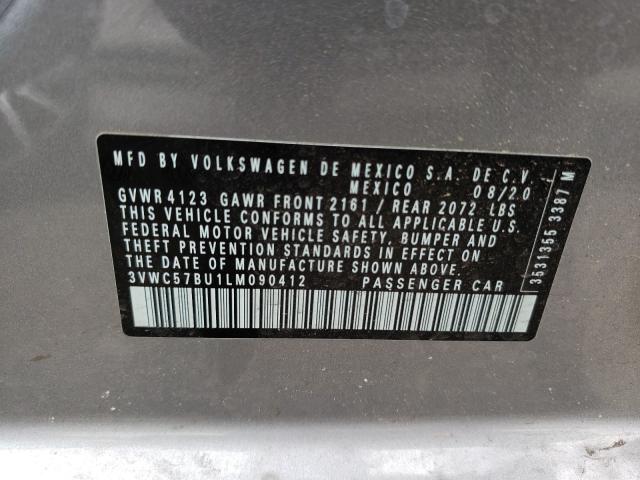 MFD BY VOLKSWAGEN DE MEXICO S.A. DE C.V.
MEXICO 08/20
GVWR 4123 GAWR FRONT 2161 / REAR 2072 LBS
THIS VEHICLE CONFORMS TO ALL APPLICABLE U.S.
FEDERAL MOTOR VEHICLE SAFETY, BUMPER AND
THEFT PREVENTION STANDARDS IN EFFECT ON
THE DATE OF MANUFACTURE SHOWN ABOVE.
3VWC57BU1LM090412 PASSENGER CAR
3531355 3387 M